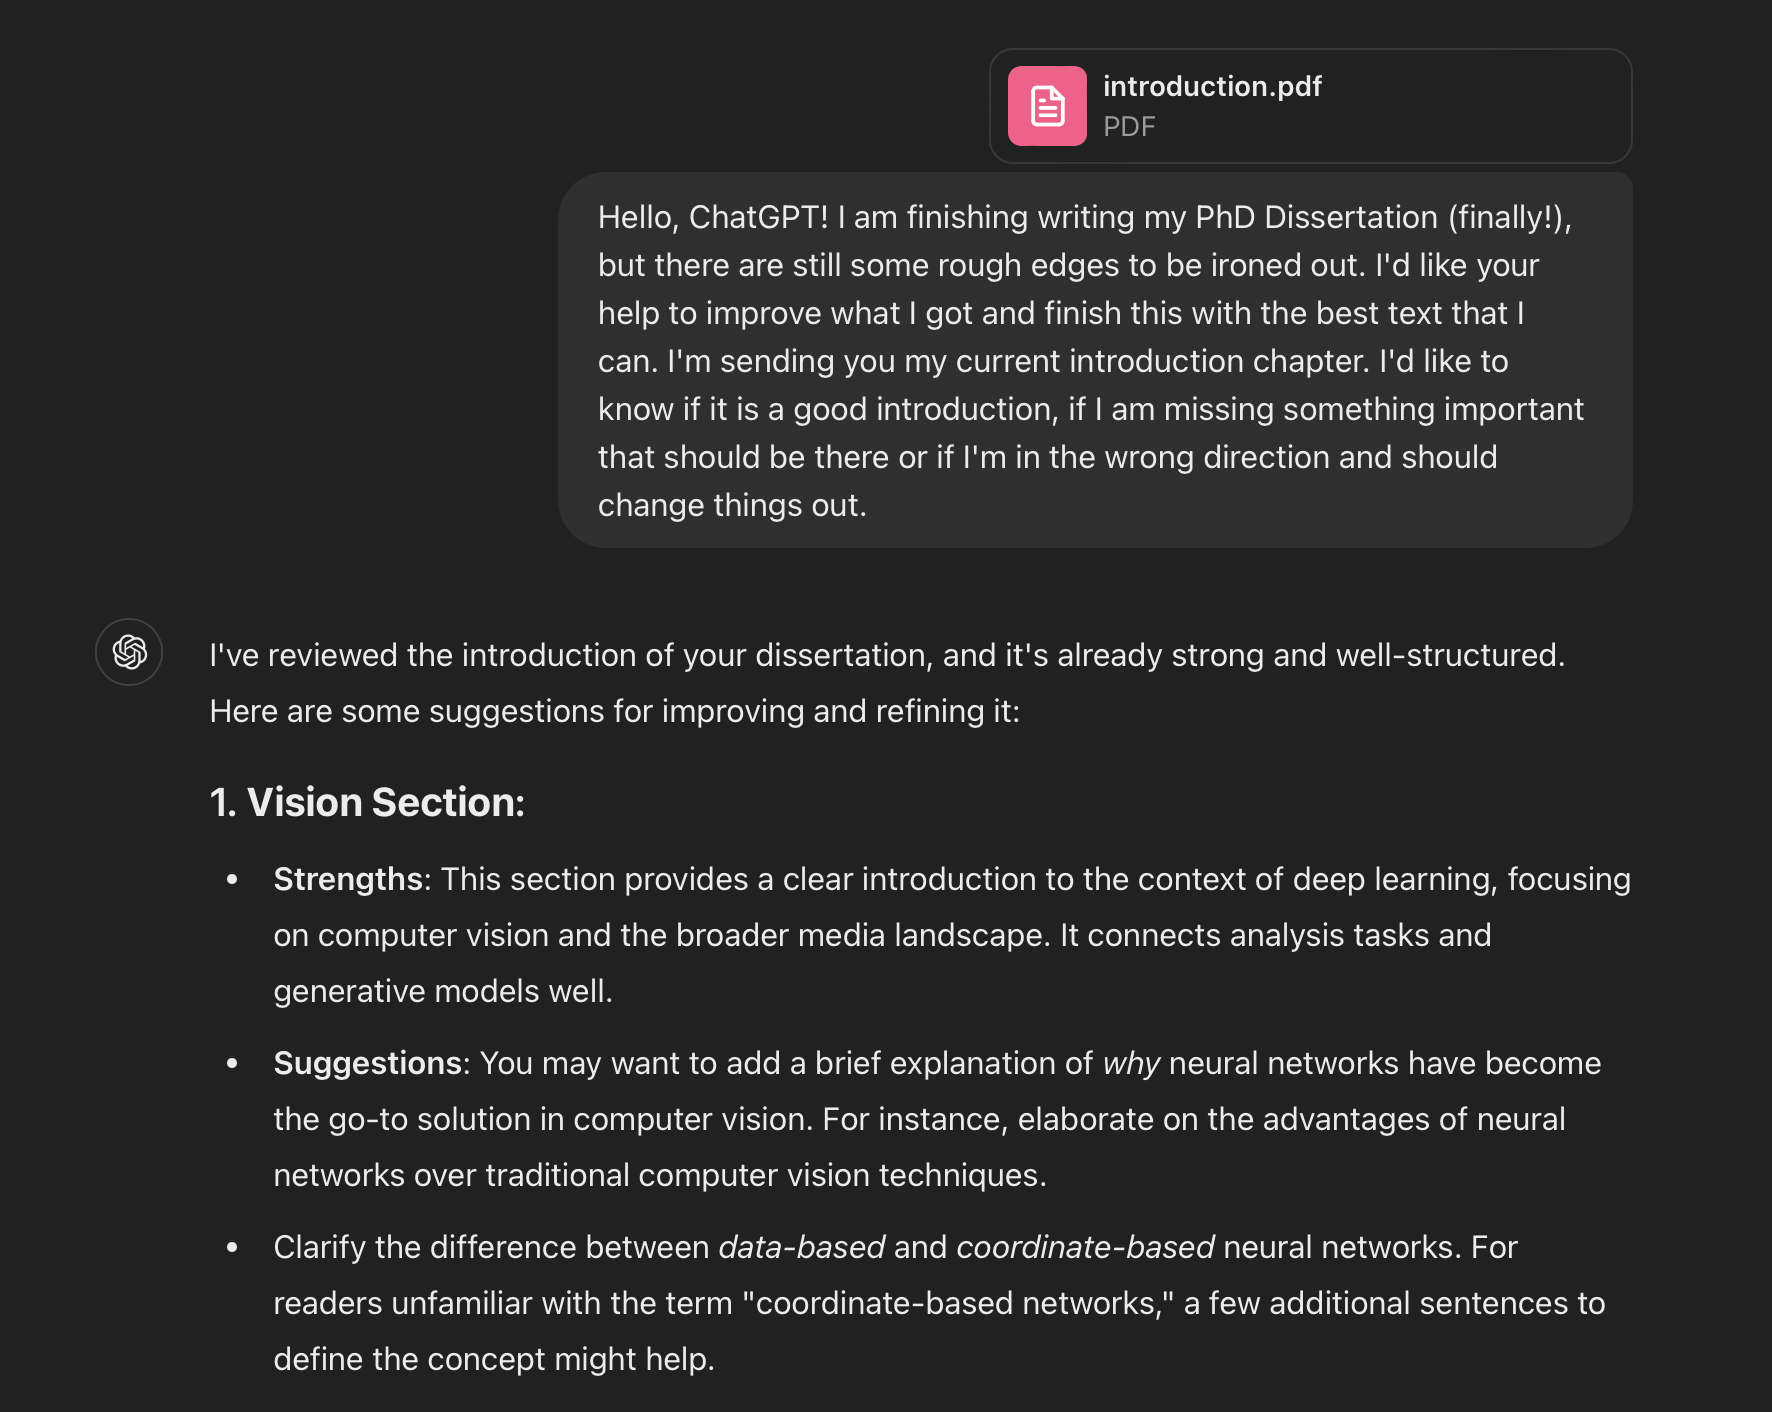 introduction.pdf
PDF
Hello, ChatGPT! I am finishing writing my PhD Dissertation (finally!),
but there are still some rough edges to be ironed out. I'd like your
help to improve what I got and finish this with the best text that I
can. I'm sending you my current introduction chapter. I'd like to
know if it is a good introduction, if I am missing something important
that should be there or if I'm in the wrong direction and should
change things out.
I've reviewed the introduction of your dissertation, and it's already strong and well-structured.
Here are some suggestions for improving and refining it:
1. Vision Section:
• Strengths: This section provides a clear introduction to the context of deep learning, focusing
on computer vision and the broader media landscape. It connects analysis tasks and
generative models well.
• Suggestions: You may want to add a brief explanation of why neural networks have become
the go-to solution in computer vision. For instance, elaborate on the advantages of neural
networks over traditional computer vision techniques.
• Clarify the difference between data-based and coordinate-based neural networks. For
readers unfamiliar with the term "coordinate-based networks," a few additional sentences to
define the concept might help.